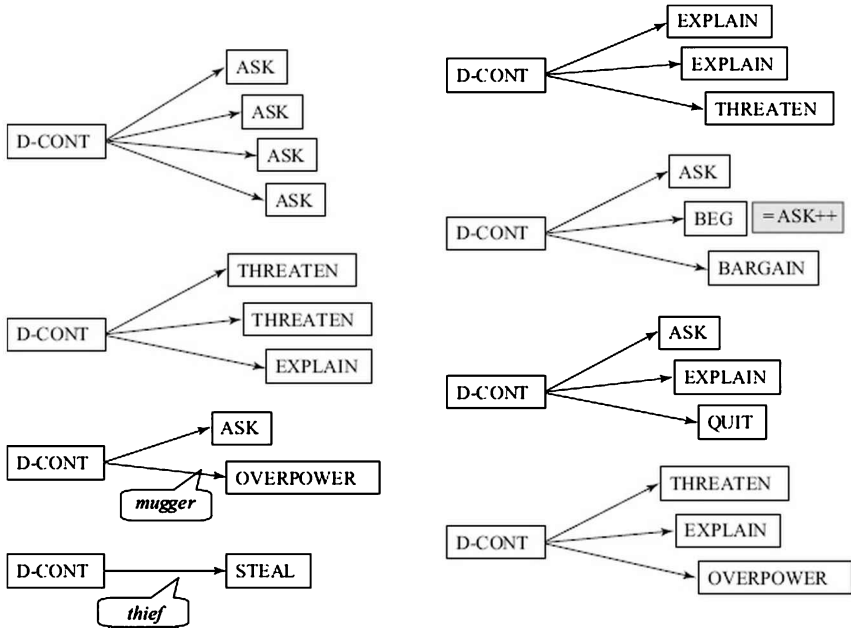 ASK
ASK
D-CONT
ASK
ASK
THREATEN
THREATEN
D-CONT
EXPLAIN
ASK
D-CONT
OVERPOWER
mugger
D-CONT
STEAL
thief
EXPLAIN
EXPLAIN
D-CONT
THREATEN
ASK
BEG =ASK++
D-CONT
BARGAIN
ASK
EXPLAIN
D-CONT
QUIT
THREATEN
EXPLAIN
D-CONT
OVERPOWER